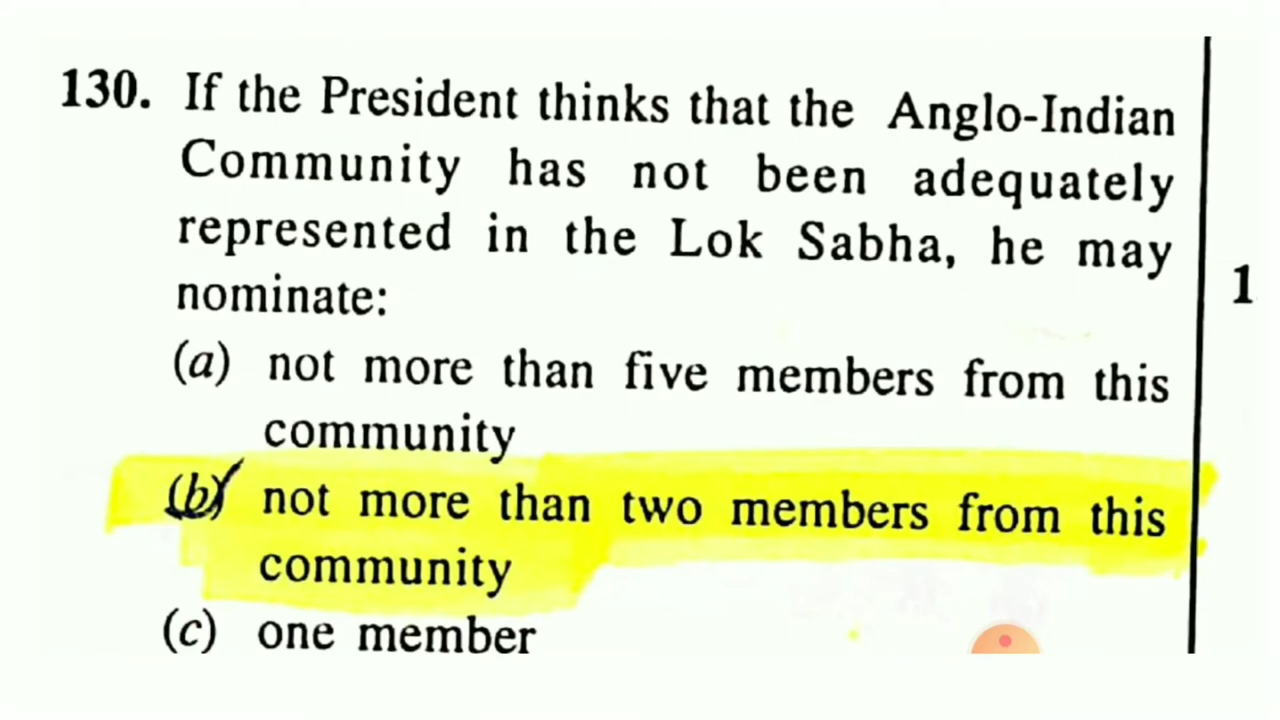 130. If the President thinks that the Anglo-Indian
Community has not been adequately
represented in the Lok Sabha, he may
nominate:
(a) not more than five members from this
community
(b) not more than two members from this
community
(c) one member
1